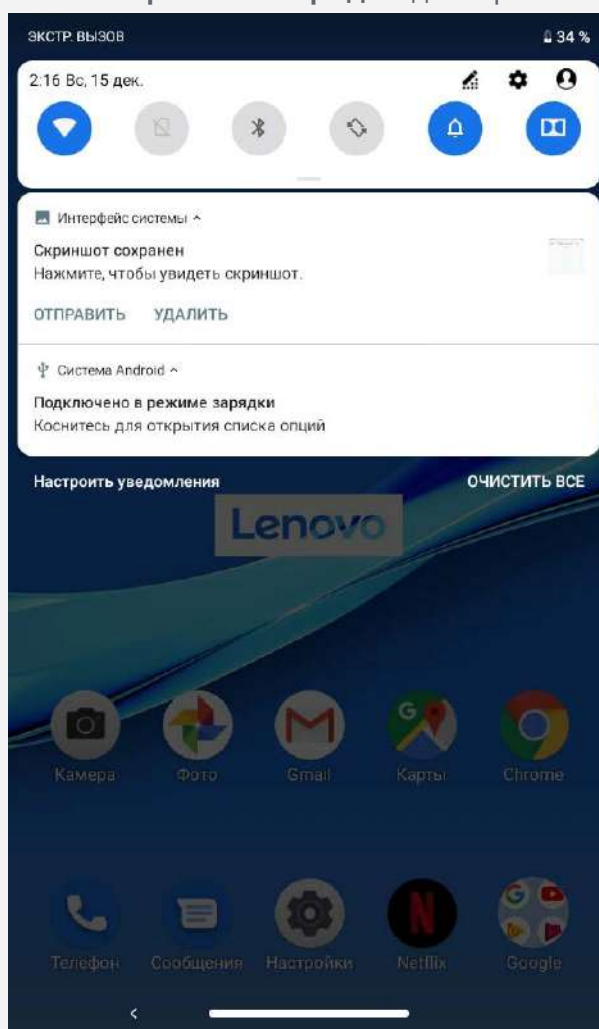 ЭКСТР. ВЫЗОВ
34 %
2:16 Вс, 15 дек.
Интерфейс системы
Скриншот сохранен
Нажмите, чтобы увидеть скриншот.
ОТПРАВИТЬ УДАЛИТЬ
Система Android
Подключено в режиме зарядки
Коснитесь для открытия списка опций
Настроить уведомления ОЧИСТИТЬ ВСЕ
Lenovo
Камера Фото Gmail Карты Chrome
Телефон Сообщения Настройки Netflix Google